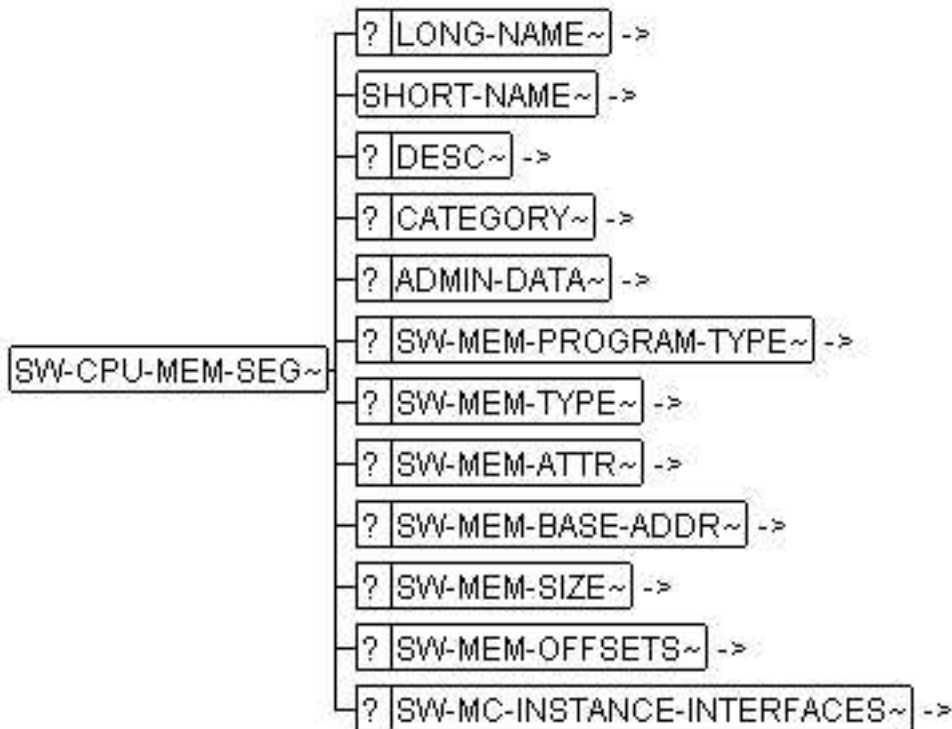 ? LONG-NAME~ ->
SHORT-NAME~ ->
? DESC~ ->
? CATEGORY~ ->
? ADMIN-DATA~ ->
? SW-MEM-PROGRAM-TYPE~ ->
SW-CPU-MEM-SEG~
? SW-MEM-TYPE~ ->
? SW-MEM-ATTR~ ->
? SW-MEM-BASE-ADDR~ ->
? SW-MEM-SIZE~ ->
? SW-MEM-OFFSETS~ ->
? SW-MC-INSTANCE-INTERFACES~ ->